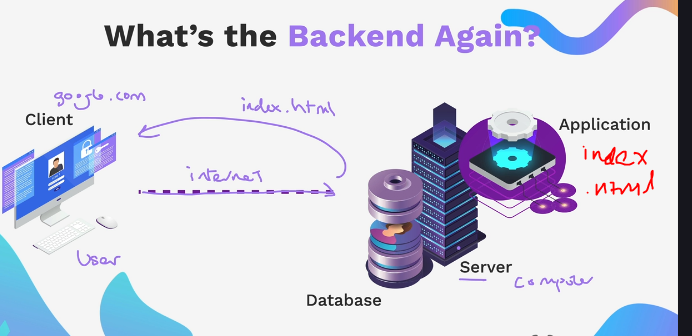 What's the Backend Again?
google.com
Client
index.html
Application
index
.html
internet
User
Server
Computer
Database